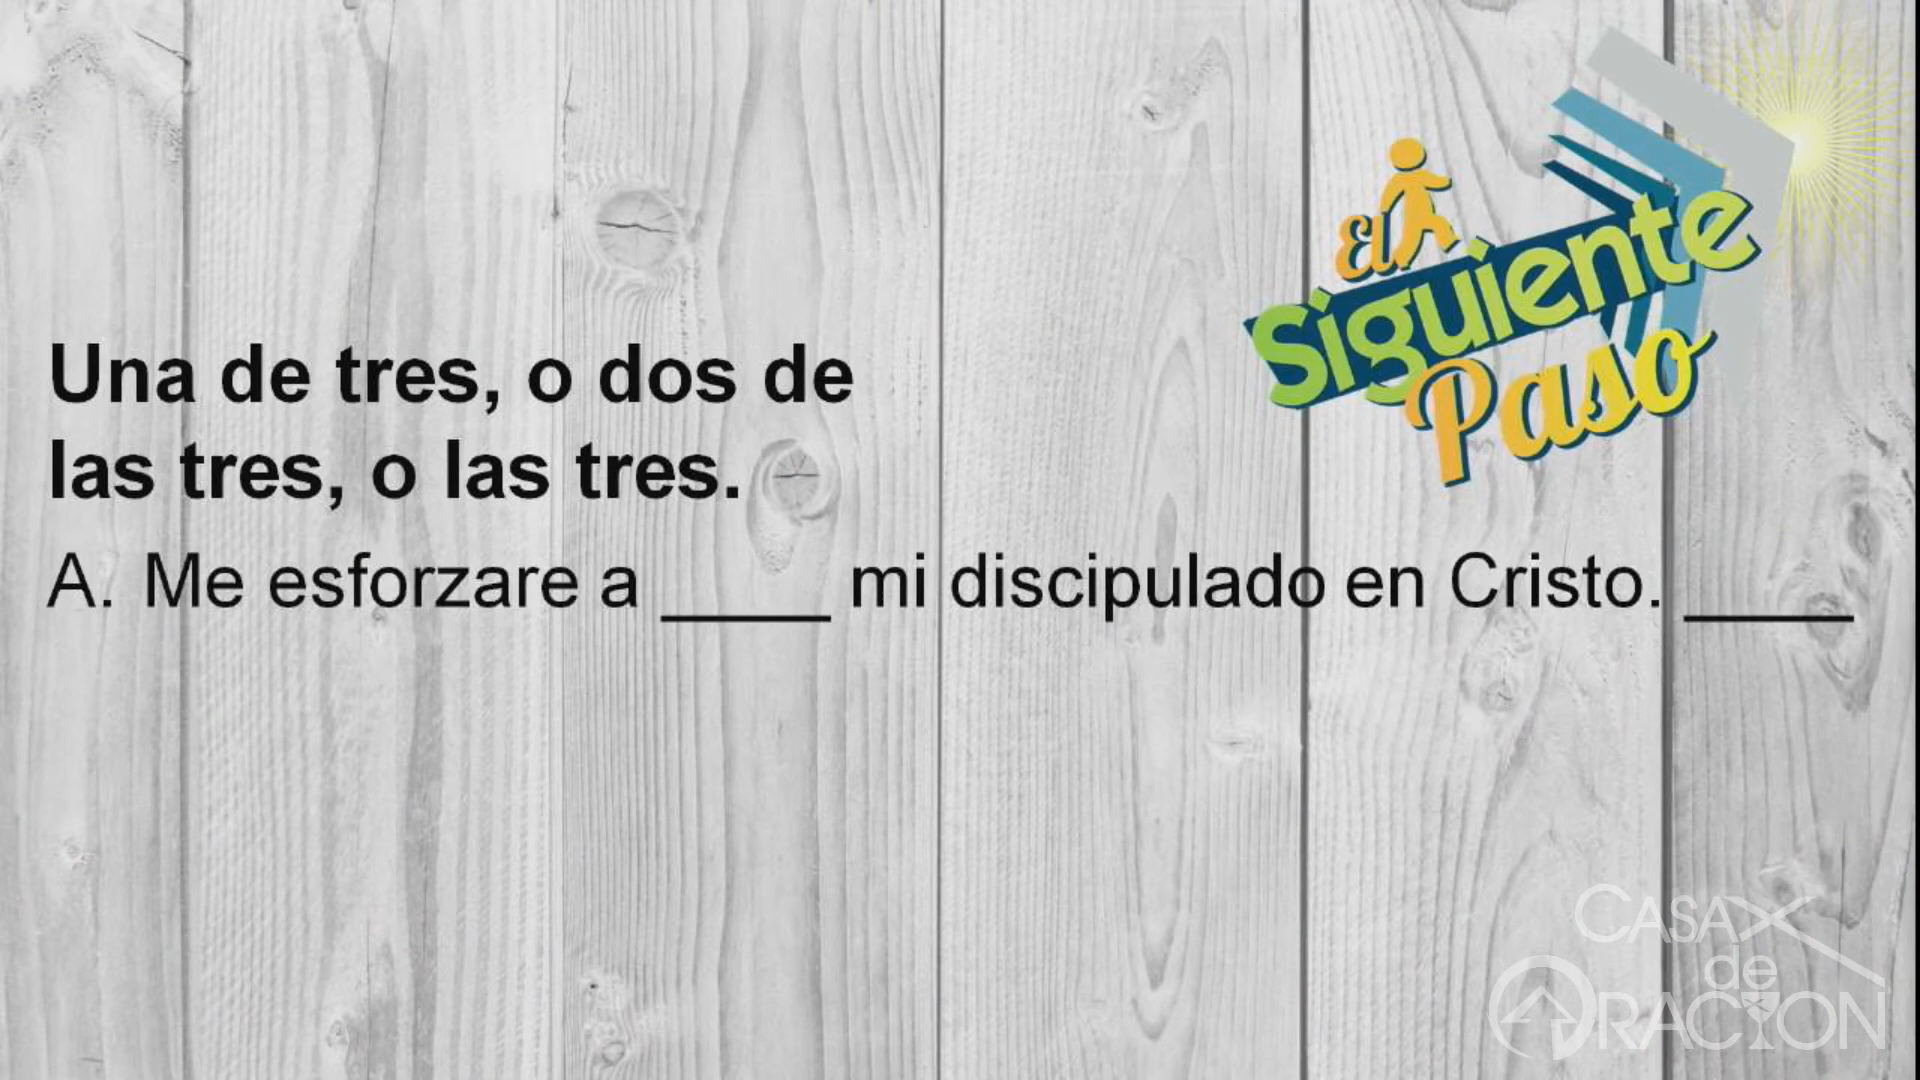 El
Siguiente
Paso
Una de tres, o dos de
las tres, o las tres.
A. Me esforzare a ____ mi discipulado en Cristo. ____
CASA
de
ORACION